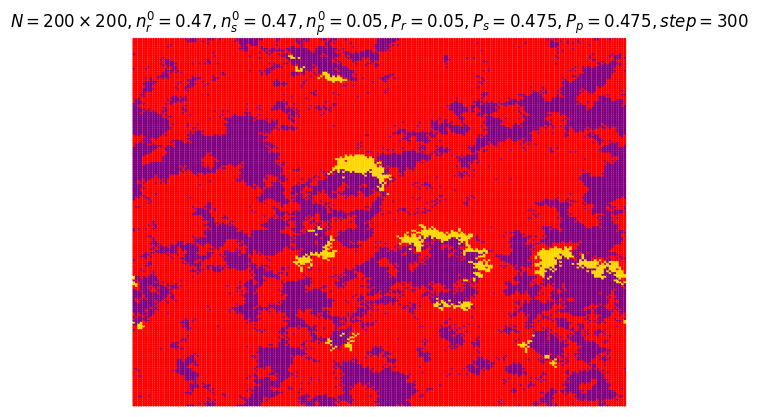 N = 200 × 200, n_r^0 = 0.47, n_s^0 = 0.47, n_p^0 = 0.05, P_r = 0.05, P_s = 0.475, P_p = 0.475, step = 300